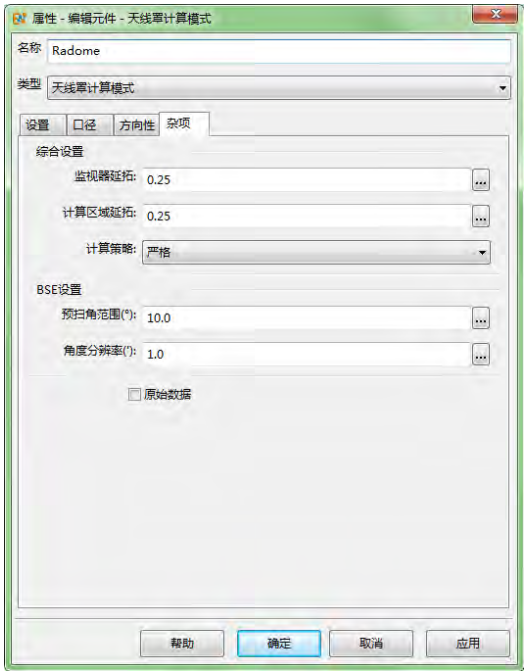 属性 - 编辑元件 - 天线罩计算模式
名称 Radome
类型 天线罩计算模式
设置 口径 方向性 杂项
综合设置
监视器延拓: 0.25 ...
计算区域延拓: 0.25 ...
计算策略: 严格
BSE设置
预扫角范围(°): 10.0 ...
角度分辨率('): 1.0 ...
原始数据
帮助 确定 取消 应用